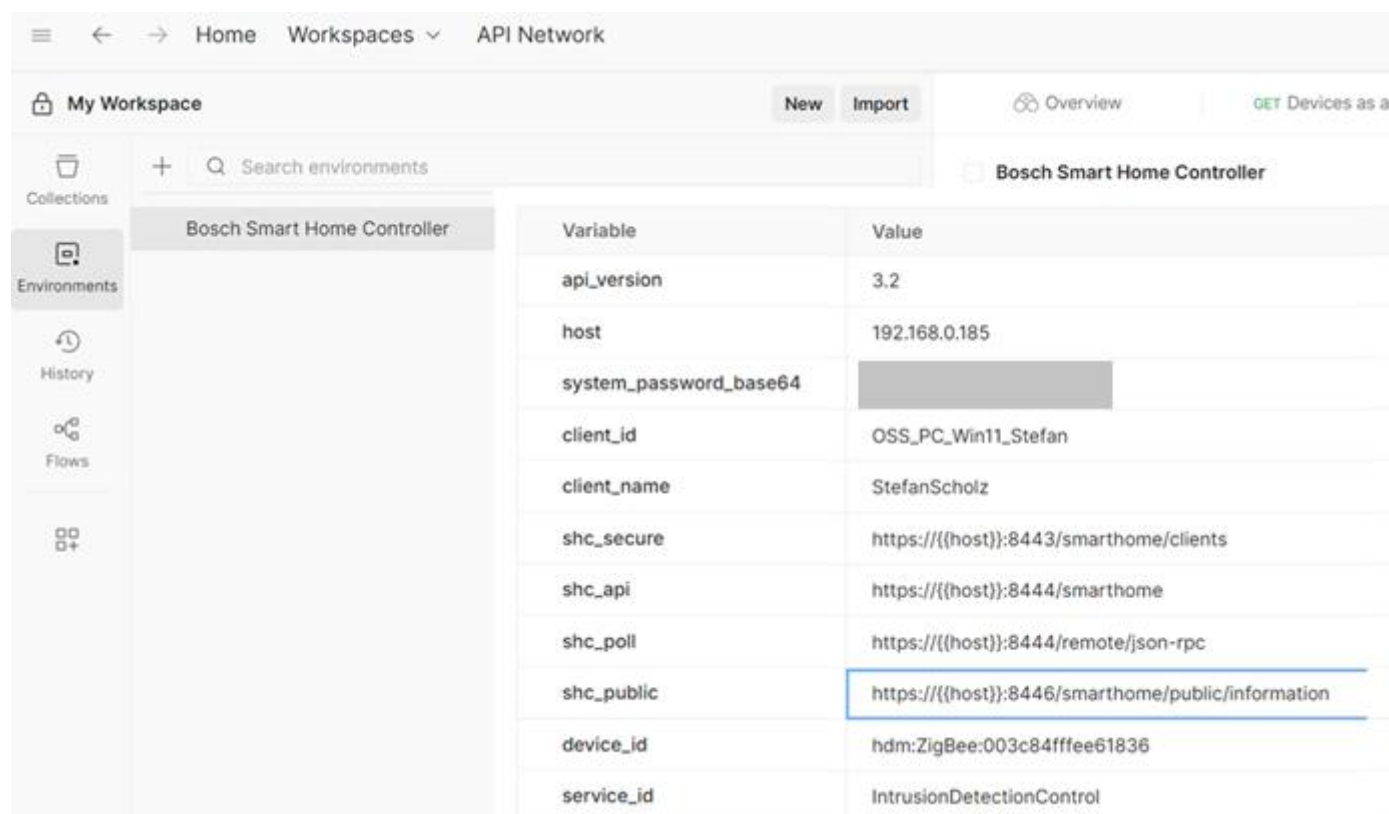 Home Workspaces API Network
My Workspace New Import Overview GET Devices as a
Collections + Search environments Bosch Smart Home Controller
Bosch Smart Home Controller Variable Value
Environments api_version 3.2
host 192.168.0.185
History system_password_base64
client_id OSS_PC_Win11_Stefan
Flows
client_name StefanScholz
shc_secure https://{{host}}:8443/smarthome/clients
shc_api https://{{host}}:8444/smarthome
shc_poll https://{{host}}:8444/remote/json-rpc
shc_public https://{{host}}:8446/smarthome/public/information
device_id hdm:ZigBee:003c84fffee61836
service_id IntrusionDetectionControl